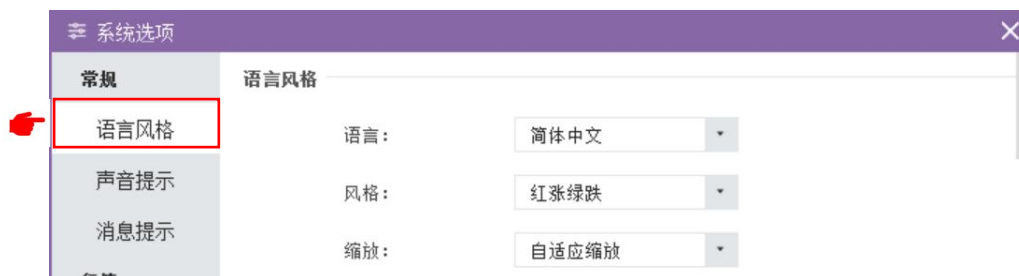 系统选项
常规
语言风格
语言风格
声音提示
消息提示
语言:
简体中文
风格:
红涨绿跌
缩放:
自适应缩放